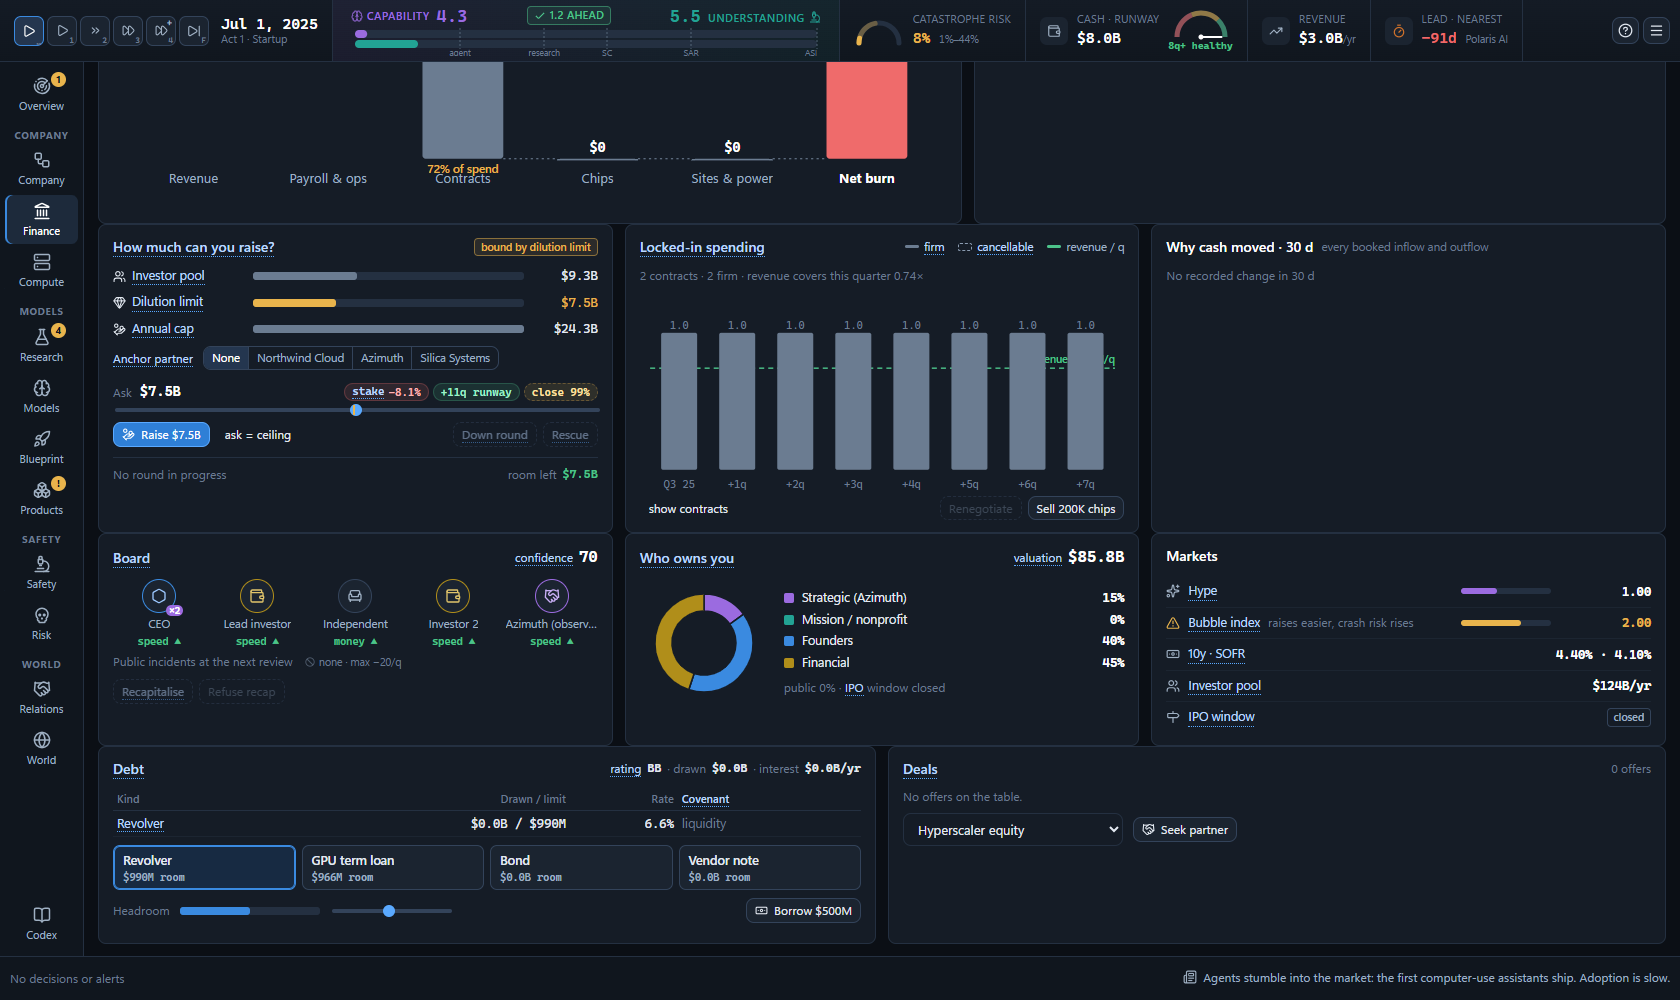 Jul 1, 2025
Act 1 · Startup
1
2
3
4
F
CAPABILITY 4.3
1.2 AHEAD
5.5 UNDERSTANDING
agent
research
SC
SAR
ASI
CATASTROPHE RISK
8% 1%–44%
CASH · RUNWAY
$8.0B
8q+ healthy
REVENUE
$3.0B/yr
LEAD · NEAREST
−91d Polaris AI
1
Overview
COMPANY
Company
Finance
Compute
MODELS
4
Research
Models
Blueprint
!
Products
SAFETY
Safety
Risk
WORLD
Relations
World
Codex
$0
$0
72% of spend
Revenue
Payroll & ops
Contracts
Chips
Sites & power
Net burn
How much can you raise?
bound by dilution limit
Investor pool
$9.3B
Dilution limit
$7.5B
Annual cap
$24.3B
Anchor partner
None
Northwind Cloud
Azimuth
Silica Systems
Ask $7.5B
stake −8.1%
+11q runway
close 99%
Raise $7.5B
ask = ceiling
Down round
Rescue
No round in progress
room left $7.5B
Locked-in spending
firm
cancellable
revenue / q
2 contracts · 2 firm · revenue covers this quarter 0.74×
1.0 1.0 1.0 1.0 1.0 1.0 1.0 1.0
enue /q
Q3 25 +1q +2q +3q +4q +5q +6q +7q
show contracts
Renegotiate
Sell 200K chips
Why cash moved · 30 d every booked inflow and outflow
No recorded change in 30 d
Board
confidence 70
×2
CEO
speed ▲
Lead investor
speed ▲
Independent
money ▲
Investor 2
speed ▲
Azimuth (observ...
speed ▲
Public incidents at the next review none · max −20/q
Recapitalise
Refuse recap
Who owns you
valuation $85.8B
Strategic (Azimuth) 15%
Mission / nonprofit 0%
Founders 40%
Financial 45%
public 0% · IPO window closed
Markets
Hype 1.00
Bubble index raises easier, crash risk rises 2.00
10y · SOFR 4.40% · 4.10%
Investor pool $124B/yr
IPO window closed
Debt
rating BB · drawn $0.0B · interest $0.0B/yr
Kind Drawn / limit Rate Covenant
Revolver $0.0B / $990M 6.6% liquidity
Revolver
$990M room
GPU term loan
$966M room
Bond
$0.0B room
Vendor note
$0.0B room
Headroom
Borrow $500M
Deals
0 offers
No offers on the table.
Hyperscaler equity
Seek partner
No decisions or alerts
Agents stumble into the market: the first computer-use assistants ship. Adoption is slow.